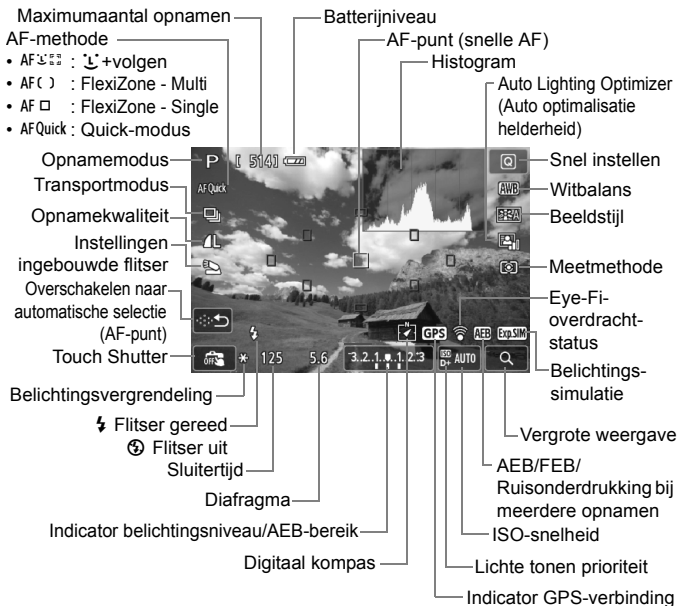 Maximumaantal opnamen
Batterijniveau
AF-methode
AF-punt (snelle AF)
• AF : +volgen
Histogram
• AF( ) : FlexiZone - Multi
• AF □ : FlexiZone - Single
• AFQuick : Quick-modus
Auto Lighting Optimizer
(Auto optimalisatie
helderheid)
Opnamemodus
P [ 514]
Q
Snel instellen
Transportmodus
AFQuick
AWB
Witbalans
Opnamekwaliteit
Beeldstijl
L
Instellingen
ingebouwde flitser
Meetmethode
Overschakelen naar
automatische selectie
(AF-punt)
Eye-Fi-
overdracht-
status
N
GPS
AEB
Exp.SIM
Touch Shutter
OFF
* 125 5.6
3..2..1..▼..1..2.:3
ISO
D+ AUTO
Belichtings-
simulatie
Belichtingsvergrendeling
Flitser gereed
Flitser uit
Vergrote weergave
Sluitertijd
AEB/FEB/
Ruisonderdrukking bij
meerdere opnamen
Diafragma
Indicator belichtingsniveau/AEB-bereik
ISO-snelheid
Digitaal kompas
Lichte tonen prioriteit
Indicator GPS-verbinding